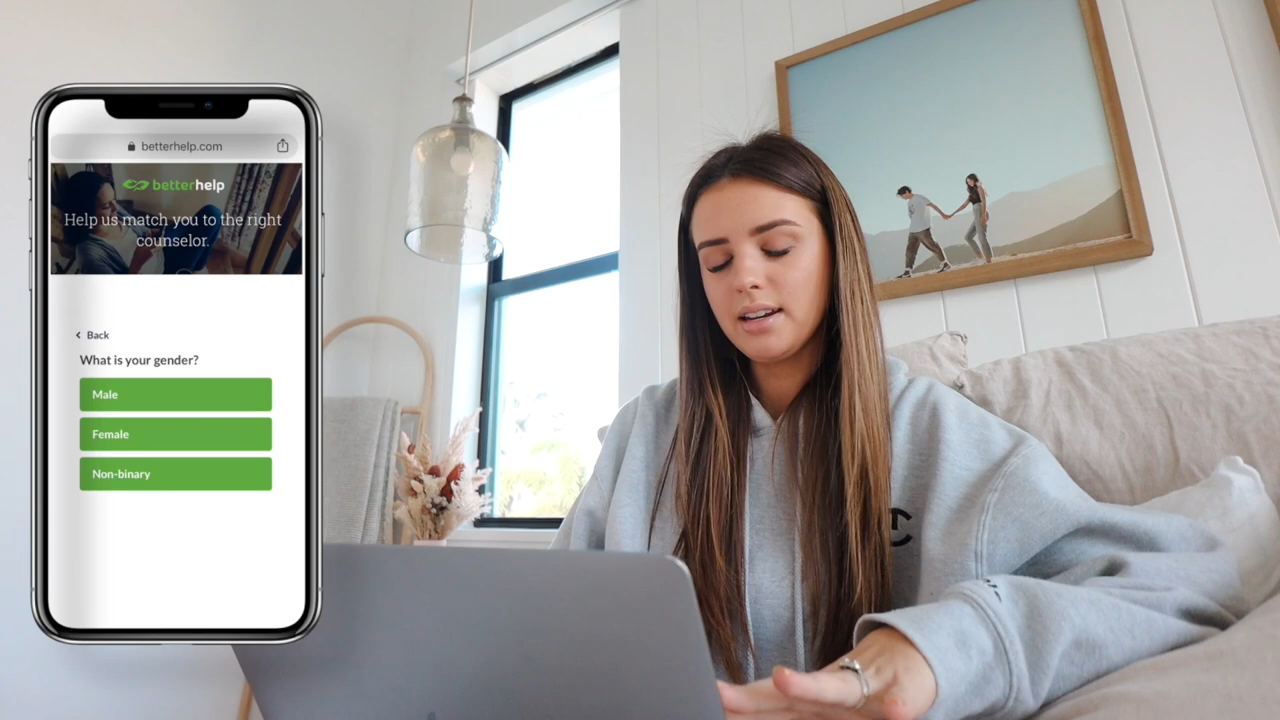 betterhelp.com
betterhelp
Help us match you to the right
counselor.
Back
What is your gender?
Male
Female
Non-binary